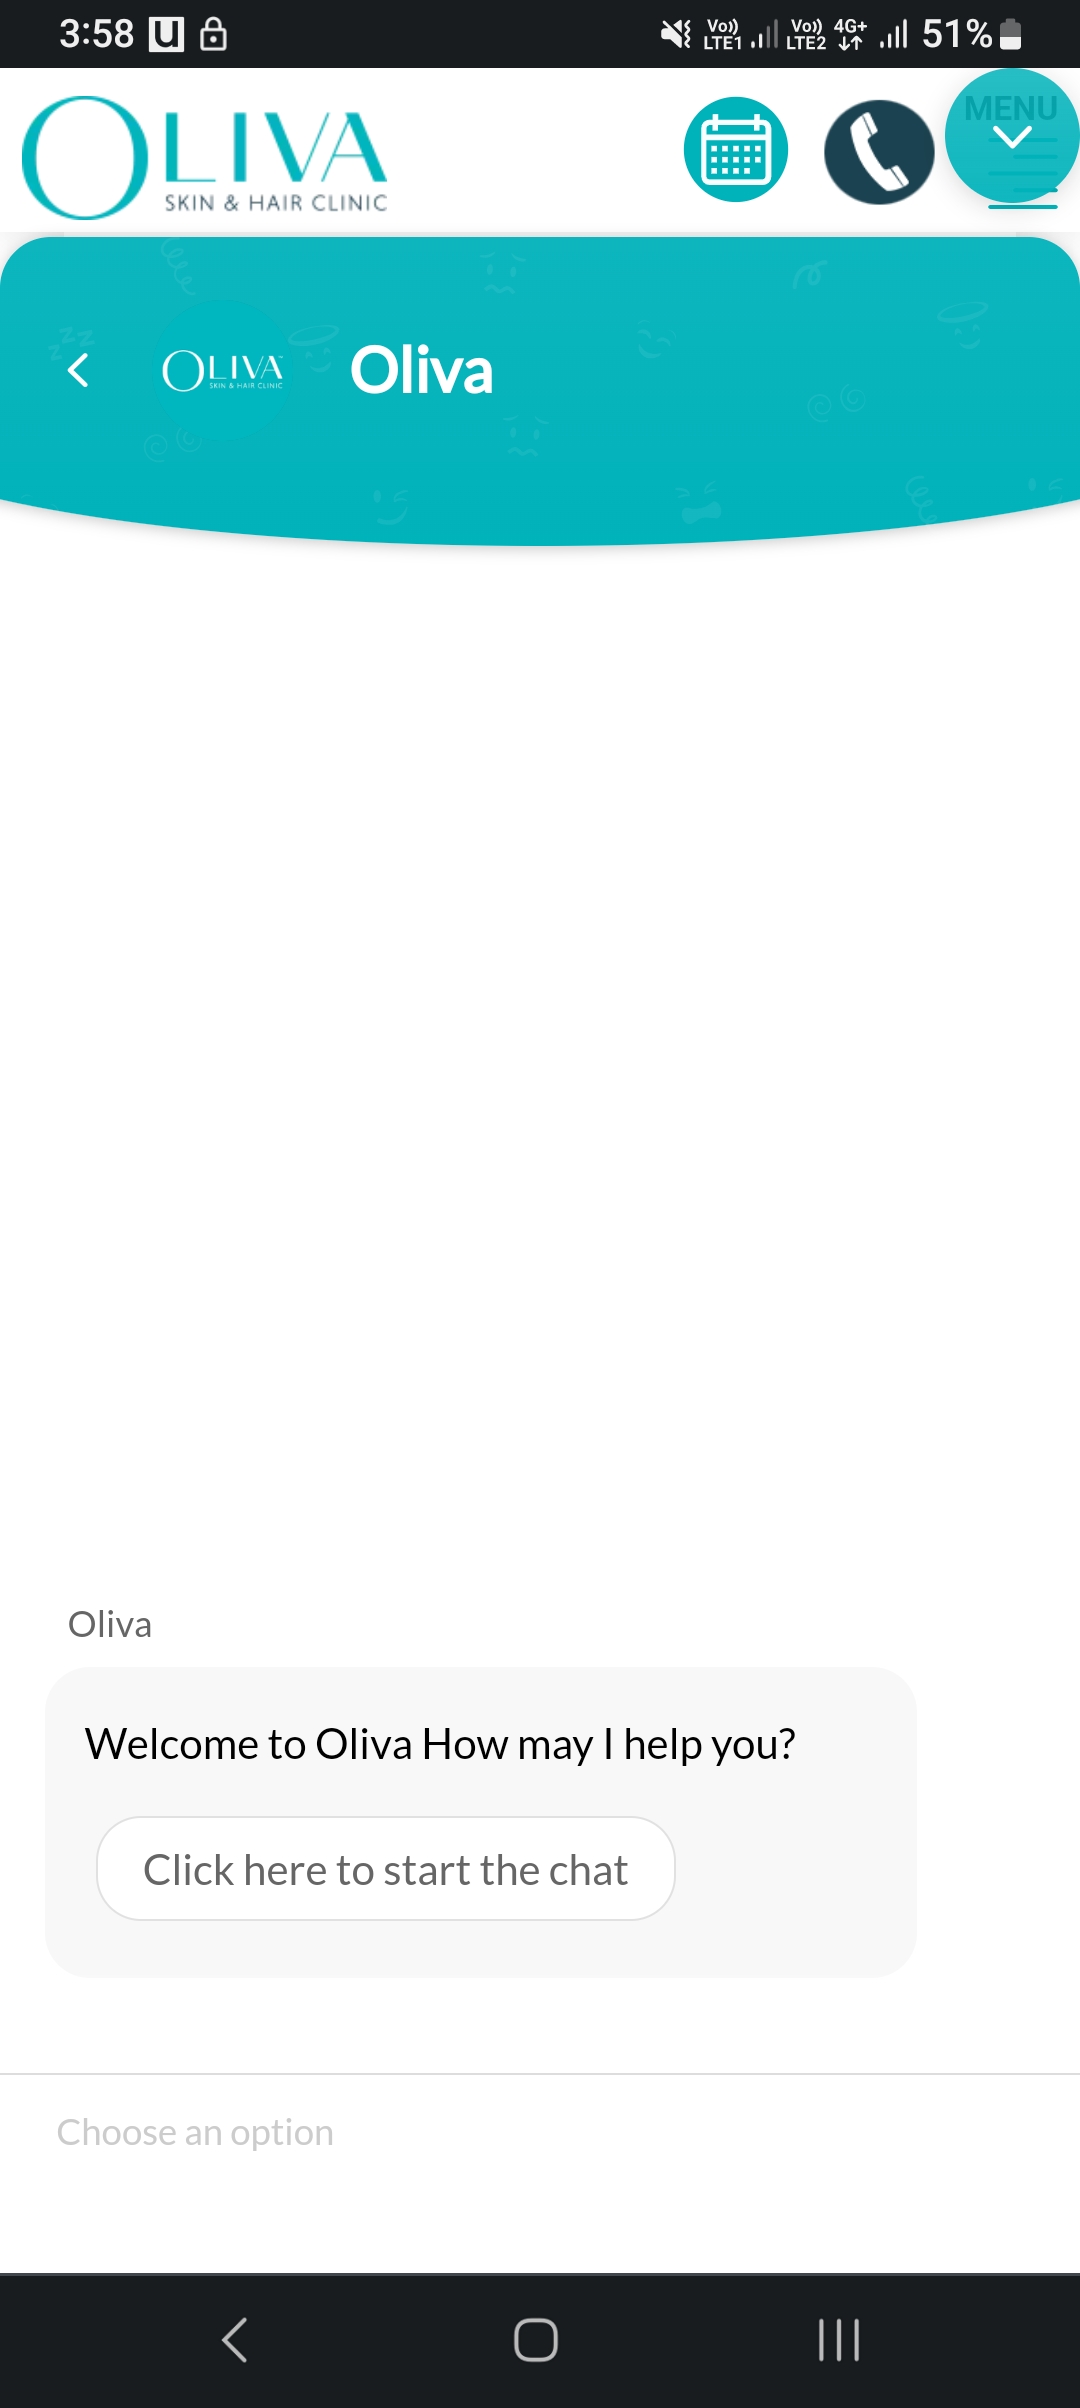 3:58 U Vo)) LTE1 Vo)) LTE2 4G+ 51%
OLIVA
SKIN & HAIR CLINIC
MENU
OLIVA
SKIN & HAIR CLINIC
Oliva
Oliva
Welcome to Oliva How may I help you?
Click here to start the chat
Choose an option